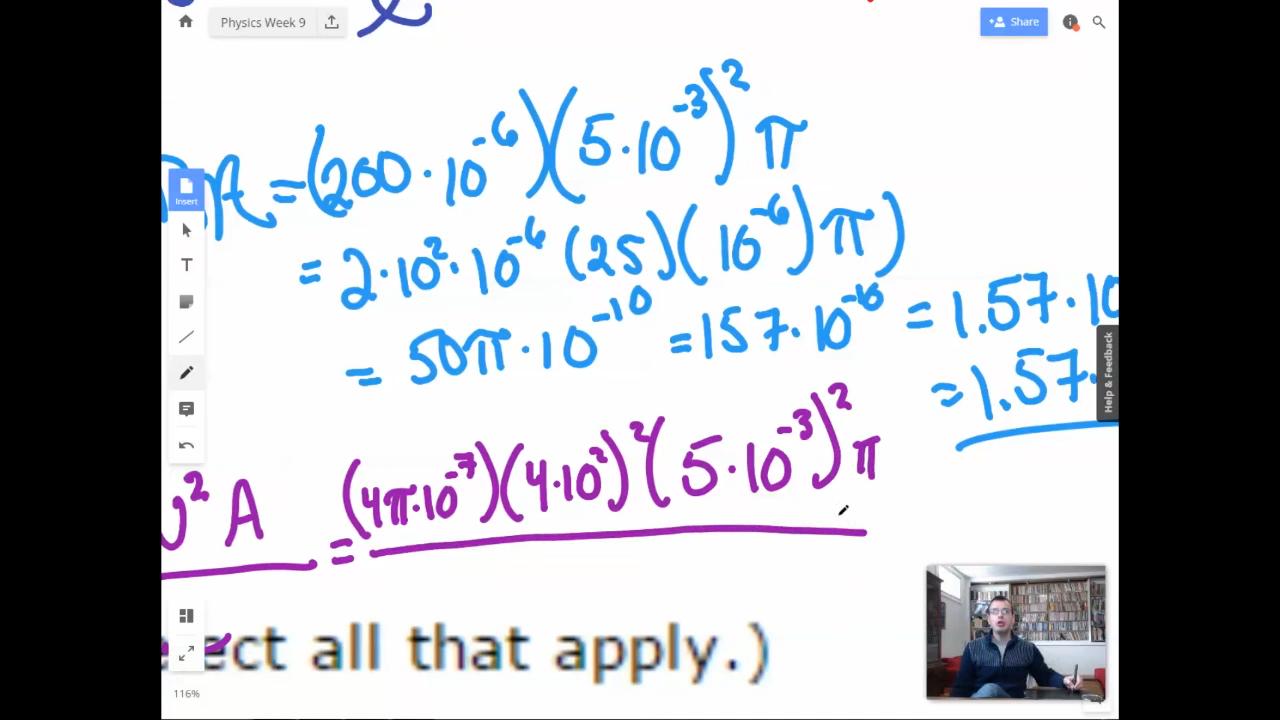 Physics Week 9
Share
A = (200·10⁻⁶)(5·10⁻³)²π
Insert
= 2·10²·10⁻⁶ (25)(10⁻⁶)π)
= 50π·10⁻¹⁰ = 157·10⁻¹⁰ = 1.57·10
= 1.57·
Help & Feedback
² A = (4π·10⁻⁷)(4·10²)²(5·10⁻³)²π
ect all that apply.)
116%